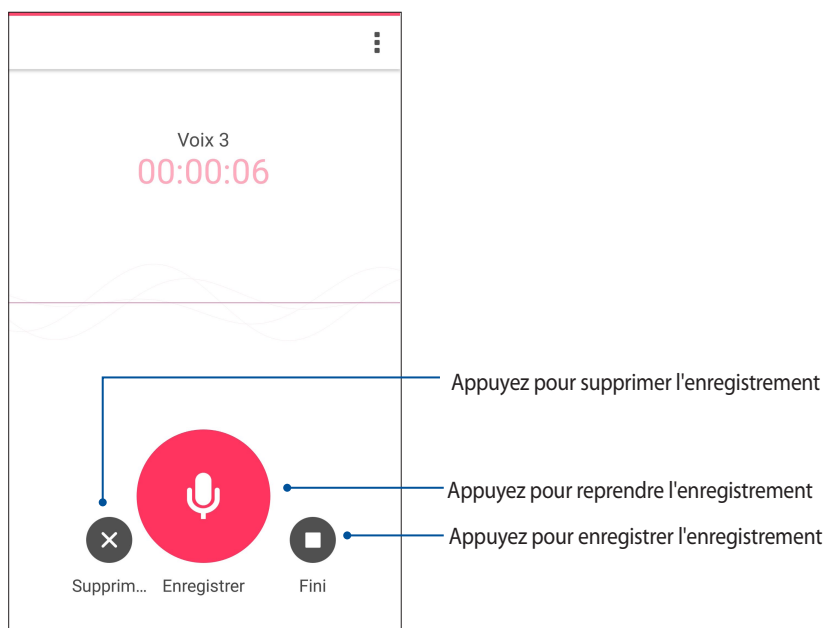 Voix 3
00:00:06
Appuyez pour supprimer l'enregistrement
Appuyez pour reprendre l'enregistrement
Appuyez pour enregistrer l'enregistrement
Supprim... Enregistrer Fini